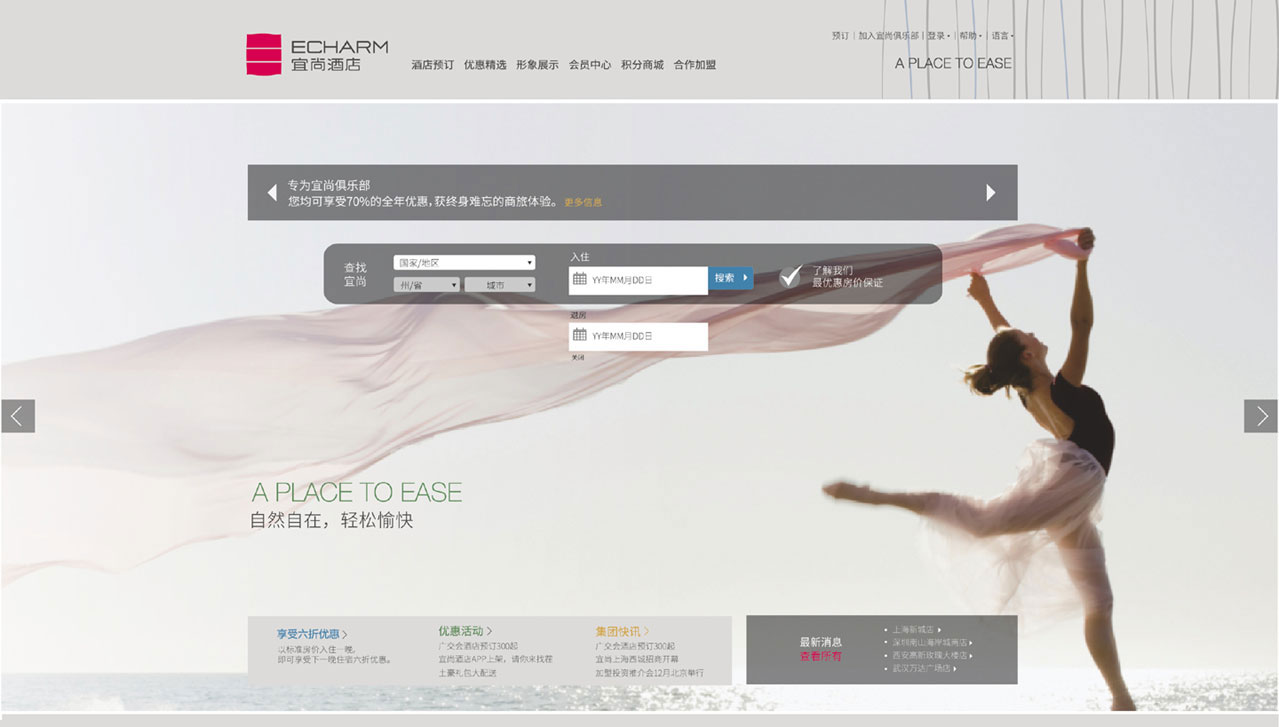 ECHARM
宜尚酒店
酒店预订 优惠精选 形象展示 会员中心 积分商城 合作加盟
预订 | 加入宜尚俱乐部 | 登录 | 帮助 | 语言
A PLACE TO EASE
专为宜尚俱乐部
您均可享受70%的全年优惠,获终身难忘的商旅体验。 更多信息
查找
宜尚
国家/地区
州/省 城市
入住
YY年MM月DD日
搜索
了解我们
最优惠房价保证
退房
YY年MM月DD日
关闭
A PLACE TO EASE
自然自在，轻松愉快
享受六折优惠
以标准房价入住一晚,
即可享受下一晚住宿六折优惠。
优惠活动
广交会酒店预订300起
宜尚酒店APP上架，请你来找茬
土豪礼包大配送
集团快讯
广交会酒店预订300起
宜尚上海西城招商开幕
加盟投资推介会12月北京举行
最新消息
查看所有
上海新城店
深圳南山海岸城商店
西安高新玫瑰大楼店
武汉万达广场店